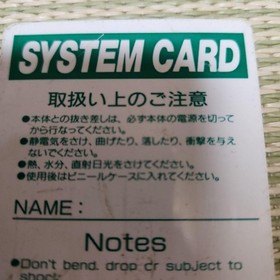 SYSTEM CARD
取扱い上のご注意
●本体との抜き差しは、必ず本体の電源を切って
から行なってください。
●静電気をさけ、曲げたり、落したり、衝撃を与え
ないでください。
●熱、水分、直射日光をさけてください。
●使用後はビニールケースに入れてください。
NAME:
Notes
●Don't bend, drop or subject to
shock.